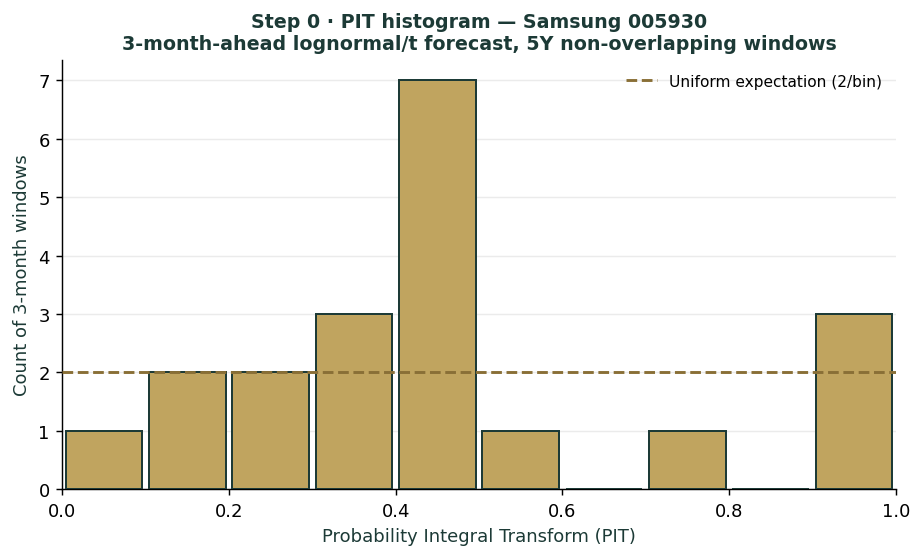 Step 0 · PIT histogram — Samsung 005930
3-month-ahead lognormal/t forecast, 5Y non-overlapping windows
Uniform expectation (2/bin)
Count of 3-month windows
7
6
5
4
3
2
1
0
0.0
0.2
0.4
0.6
0.8
1.0
Probability Integral Transform (PIT)